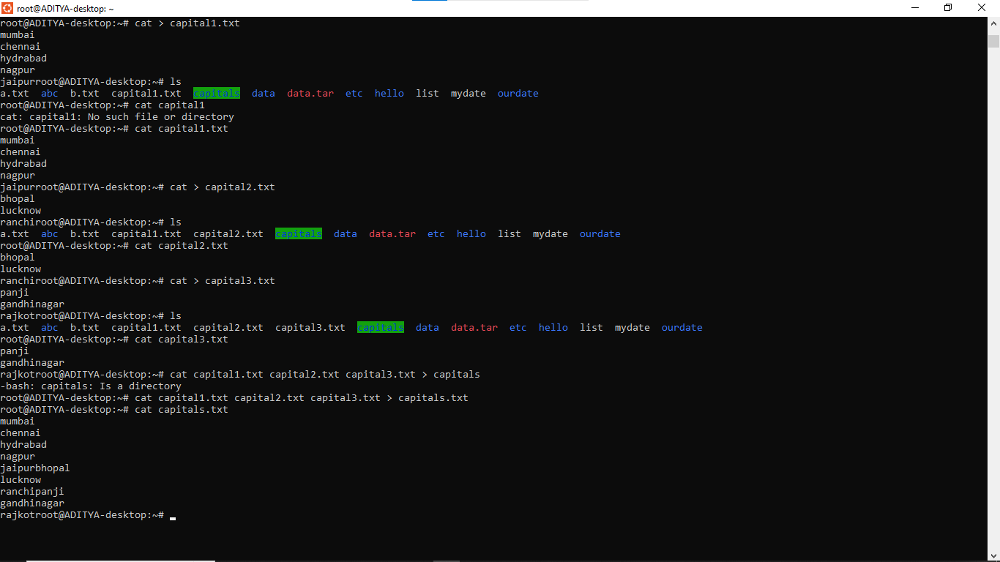 root@ADITYA-desktop: ~
root@ADITYA-desktop:~# cat > capital1.txt
mumbai
chennai
hydrabad
nagpur
jaipurroot@ADITYA-desktop:~# ls
a.txt  abc  b.txt  capital1.txt  capitals  data  data.tar  etc  hello  list  mydate  ourdate
root@ADITYA-desktop:~# cat capital1
cat: capital1: No such file or directory
root@ADITYA-desktop:~# cat capital1.txt
mumbai
chennai
hydrabad
nagpur
jaipurroot@ADITYA-desktop:~# cat > capital2.txt
bhopal
lucknow
ranchiroot@ADITYA-desktop:~# ls
a.txt  abc  b.txt  capital1.txt  capital2.txt  capitals  data  data.tar  etc  hello  list  mydate  ourdate
root@ADITYA-desktop:~# cat capital2.txt
bhopal
lucknow
ranchiroot@ADITYA-desktop:~# cat > capital3.txt
panji
gandhinagar
rajkotroot@ADITYA-desktop:~# ls
a.txt  abc  b.txt  capital1.txt  capital2.txt  capital3.txt  capitals  data  data.tar  etc  hello  list  mydate  ourdate
root@ADITYA-desktop:~# cat capital3.txt
panji
gandhinagar
rajkotroot@ADITYA-desktop:~# cat capital1.txt capital2.txt capital3.txt > capitals
-bash: capitals: Is a directory
root@ADITYA-desktop:~# cat capital1.txt capital2.txt capital3.txt > capitals.txt
root@ADITYA-desktop:~# cat capitals.txt
mumbai
chennai
hydrabad
nagpur
jaipurbhopal
lucknow
ranchipanji
gandhinagar
rajkotroot@ADITYA-desktop:~#